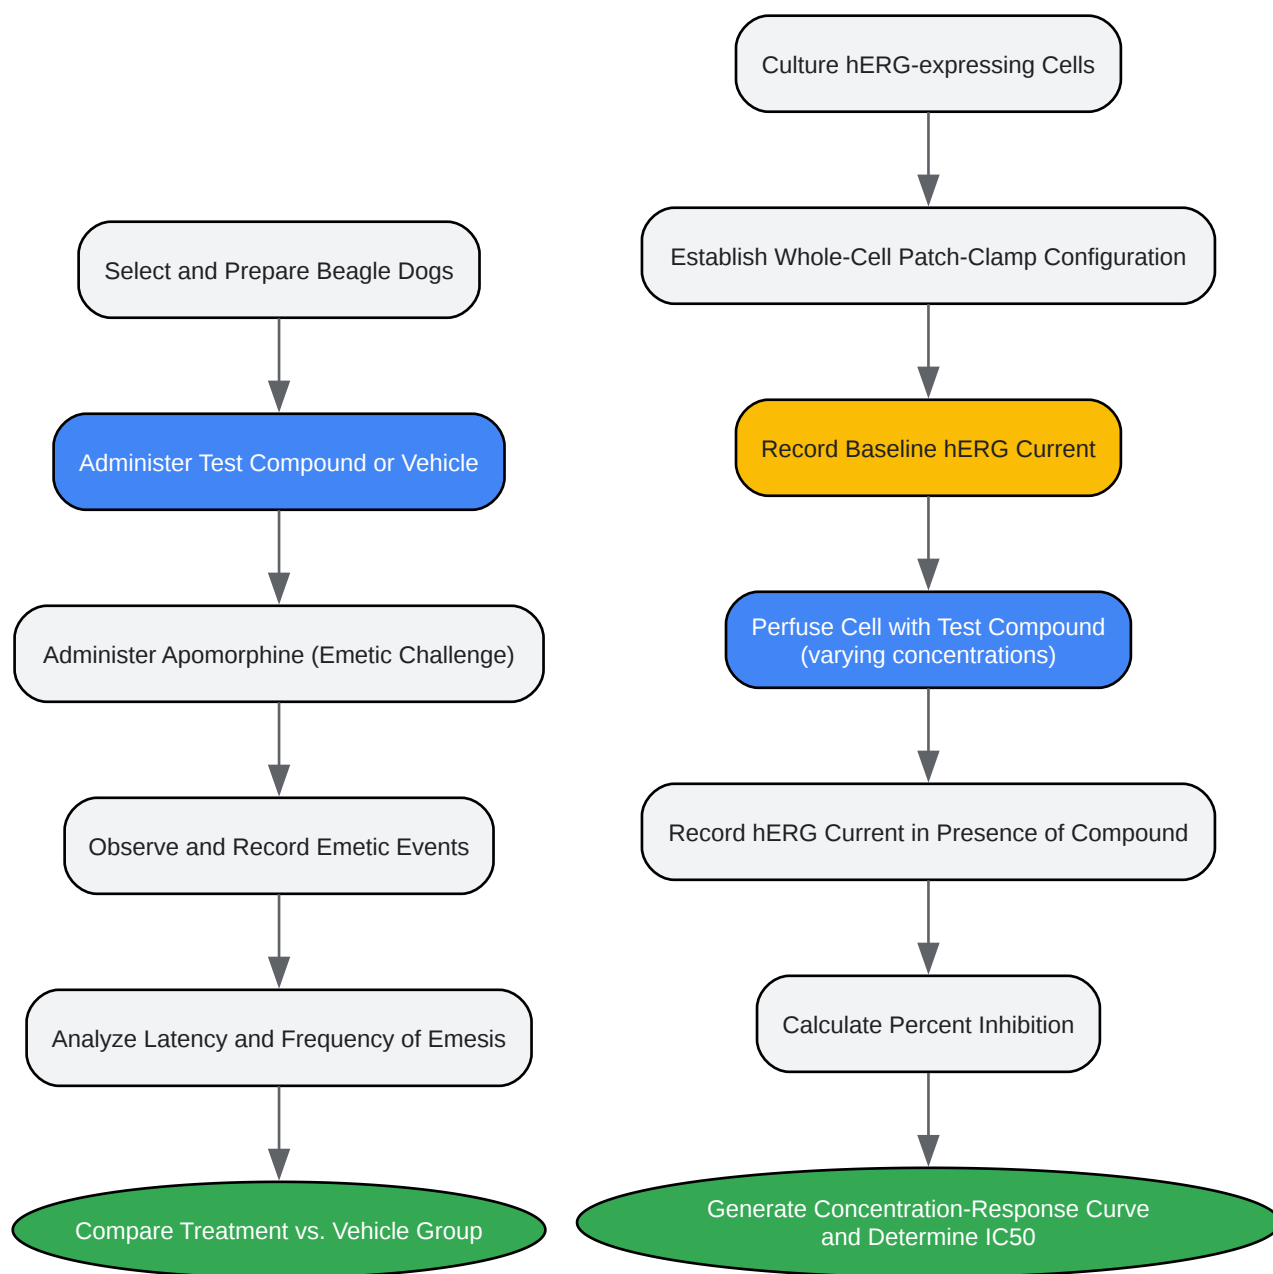 Select and Prepare Beagle Dogs
Administer Test Compound or Vehicle
Administer Apomorphine (Emetic Challenge)
Observe and Record Emetic Events
Analyze Latency and Frequency of Emesis
Compare Treatment vs. Vehicle Group
Culture hERG-expressing Cells
Establish Whole-Cell Patch-Clamp Configuration
Record Baseline hERG Current
Perfuse Cell with Test Compound
(varying concentrations)
Record hERG Current in Presence of Compound
Calculate Percent Inhibition
Generate Concentration-Response Curve
and Determine IC50